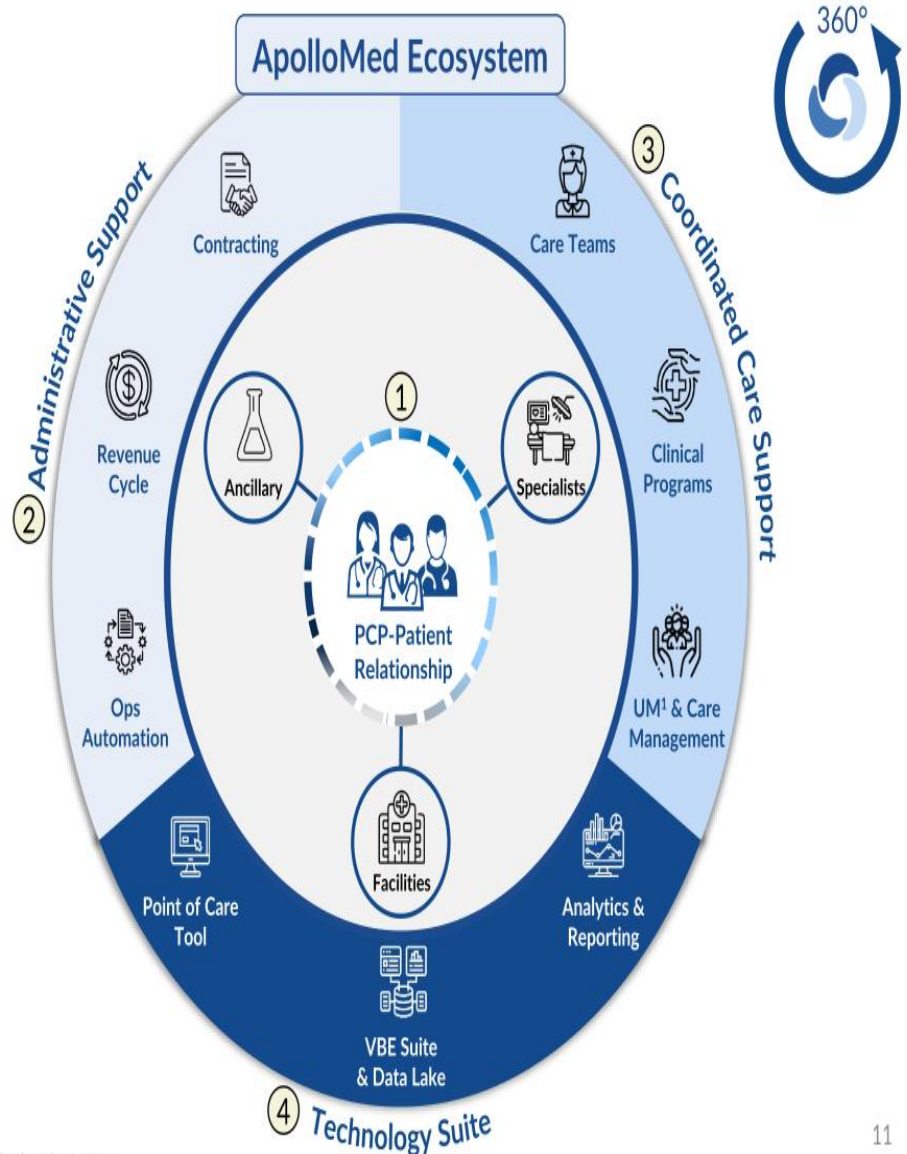 ApolloMed Ecosystem
360°
1
PCP-Patient
Relationship
Ancillary
Specialists
Facilities
2
Administrative Support
Contracting
Revenue
Cycle
Ops
Automation
3
Coordinated Care Support
Care Teams
Clinical
Programs
UM¹ & Care
Management
4
Technology Suite
Point of Care
Tool
VBE Suite
& Data Lake
Analytics &
Reporting
11